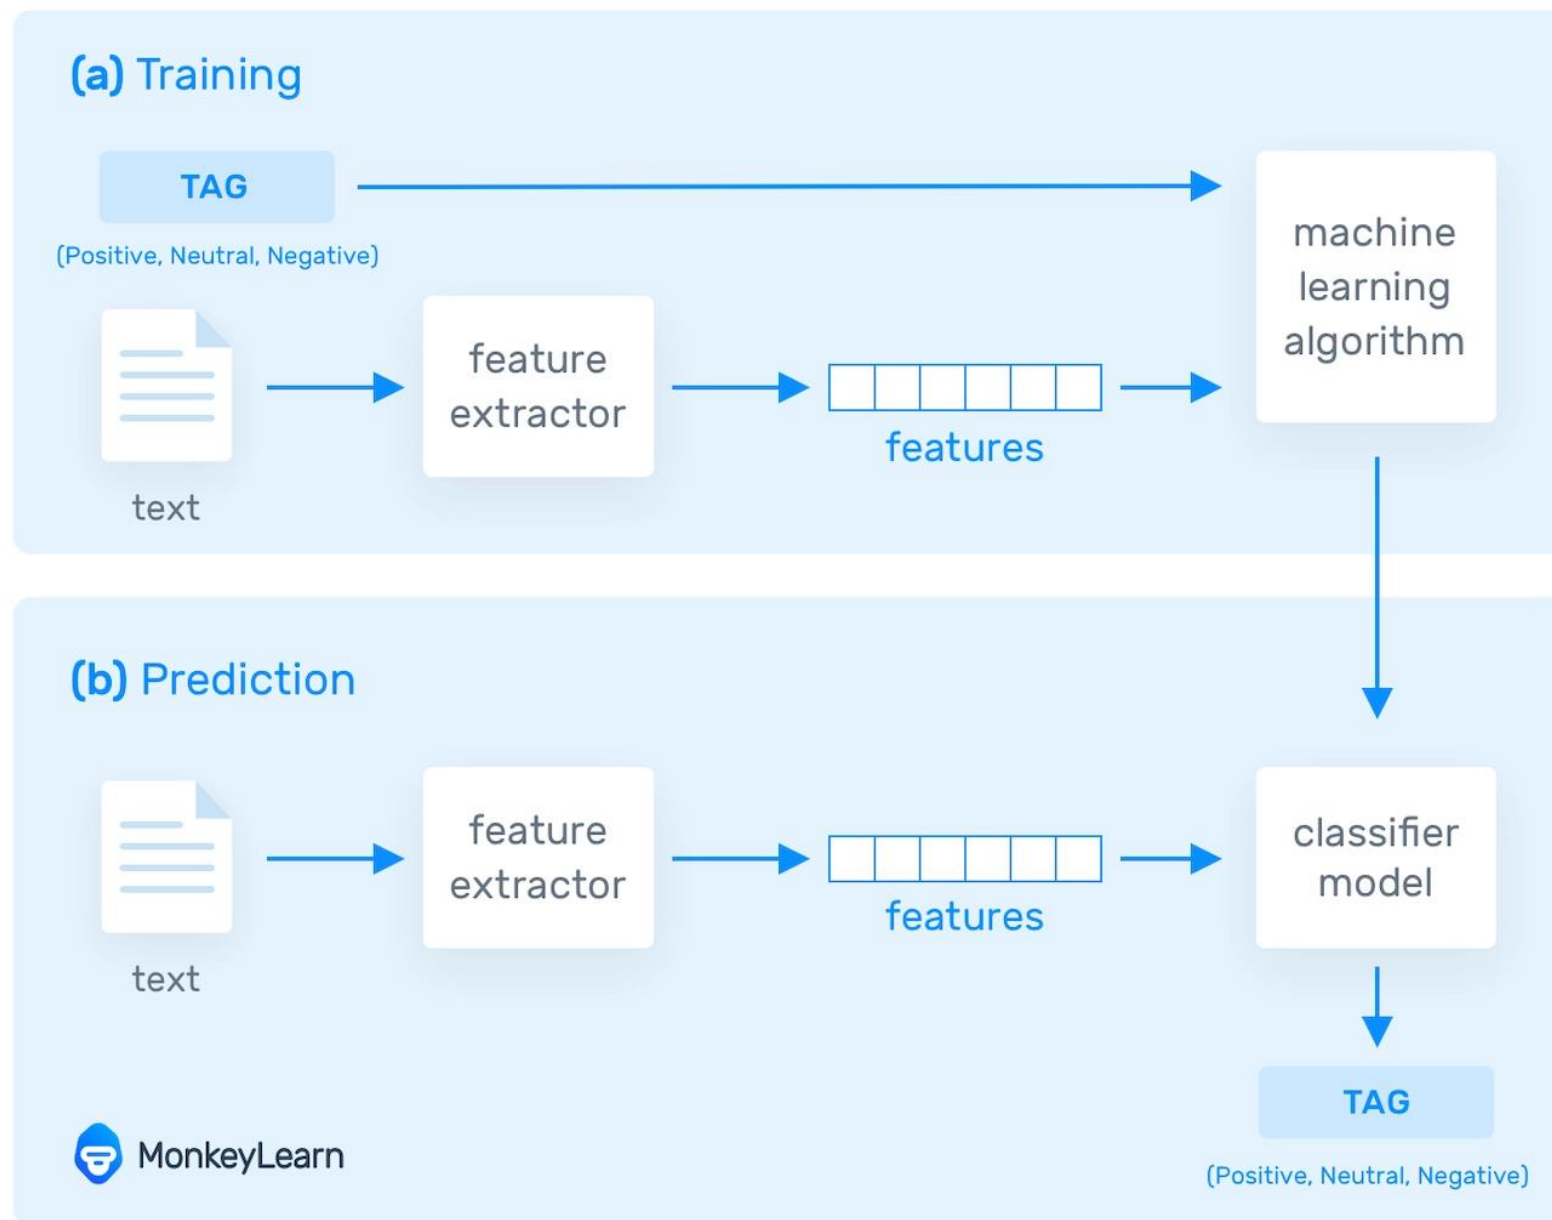 (a) Training
TAG
(Positive, Neutral, Negative)
machine
learning
algorithm
feature
extractor
features
text
(b) Prediction
feature
extractor
features
classifier
model
text
TAG
(Positive, Neutral, Negative)
MonkeyLearn